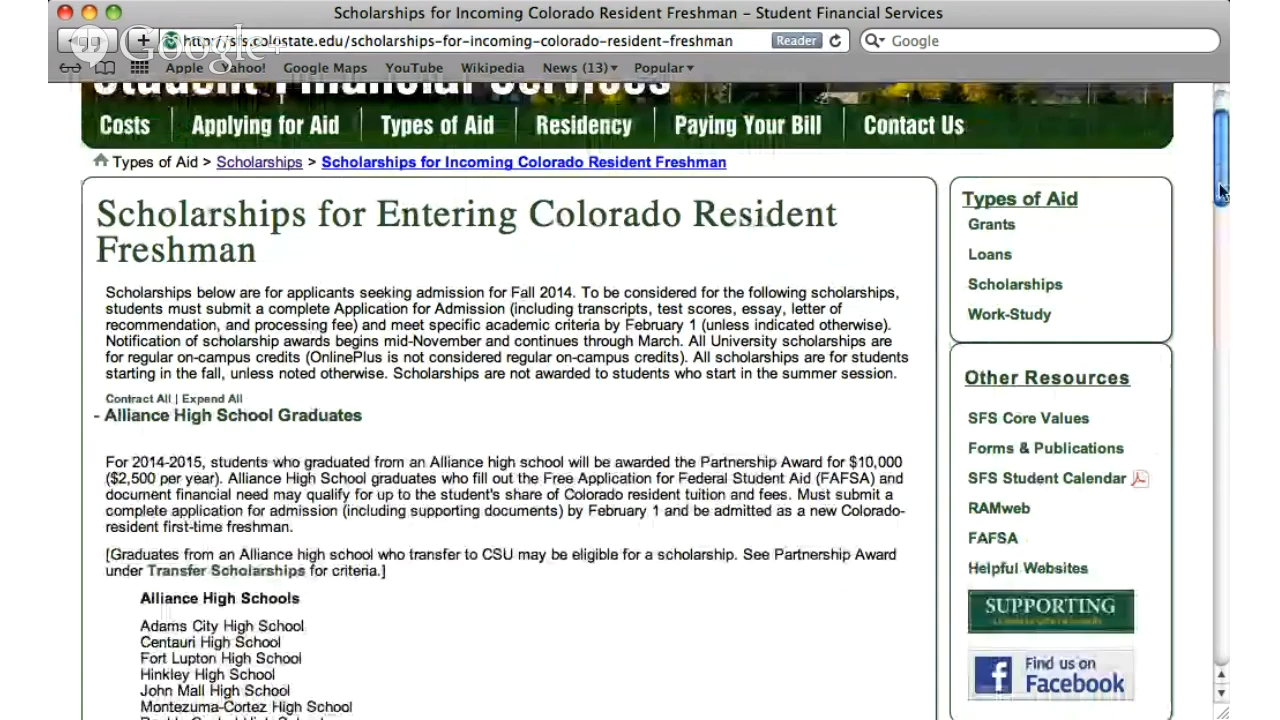 Scholarships for Incoming Colorado Resident Freshman – Student Financial Services
Google+
http://sfs.colostate.edu/scholarships-for-incoming-colorado-resident-freshman Reader Google
Apple Yahoo! Google Maps YouTube Wikipedia News (13)▾ Popular▾
Student Financial Services
Costs Applying for Aid Types of Aid Residency Paying Your Bill Contact Us
Types of Aid > Scholarships > Scholarships for Incoming Colorado Resident Freshman
Scholarships for Entering Colorado Resident
Freshman
Scholarships below are for applicants seeking admission for Fall 2014. To be considered for the following scholarships,
students must submit a complete Application for Admission (including transcripts, test scores, essay, letter of
recommendation, and processing fee) and meet specific academic criteria by February 1 (unless indicated otherwise).
Notification of scholarship awards begins mid-November and continues through March. All University scholarships are
for regular on-campus credits (OnlinePlus is not considered regular on-campus credits). All scholarships are for students
starting in the fall, unless noted otherwise. Scholarships are not awarded to students who start in the summer session.
Contract All | Expend All
- Alliance High School Graduates
For 2014-2015, students who graduated from an Alliance high school will be awarded the Partnership Award for $10,000
($2,500 per year). Alliance High School graduates who fill out the Free Application for Federal Student Aid (FAFSA) and
document financial need may qualify for up to the student's share of Colorado resident tuition and fees. Must submit a
complete application for admission (including supporting documents) by February 1 and be admitted as a new Colorado-
resident first-time freshman.
[Graduates from an Alliance high school who transfer to CSU may be eligible for a scholarship. See Partnership Award
under Transfer Scholarships for criteria.]
Alliance High Schools
Adams City High School
Centauri High School
Fort Lupton High School
Hinkley High School
John Mall High School
Montezuma-Cortez High School
Types of Aid
Grants
Loans
Scholarships
Work-Study
Other Resources
SFS Core Values
Forms & Publications
SFS Student Calendar
RAMweb
FAFSA
Helpful Websites
SUPPORTING
Find us on
Facebook